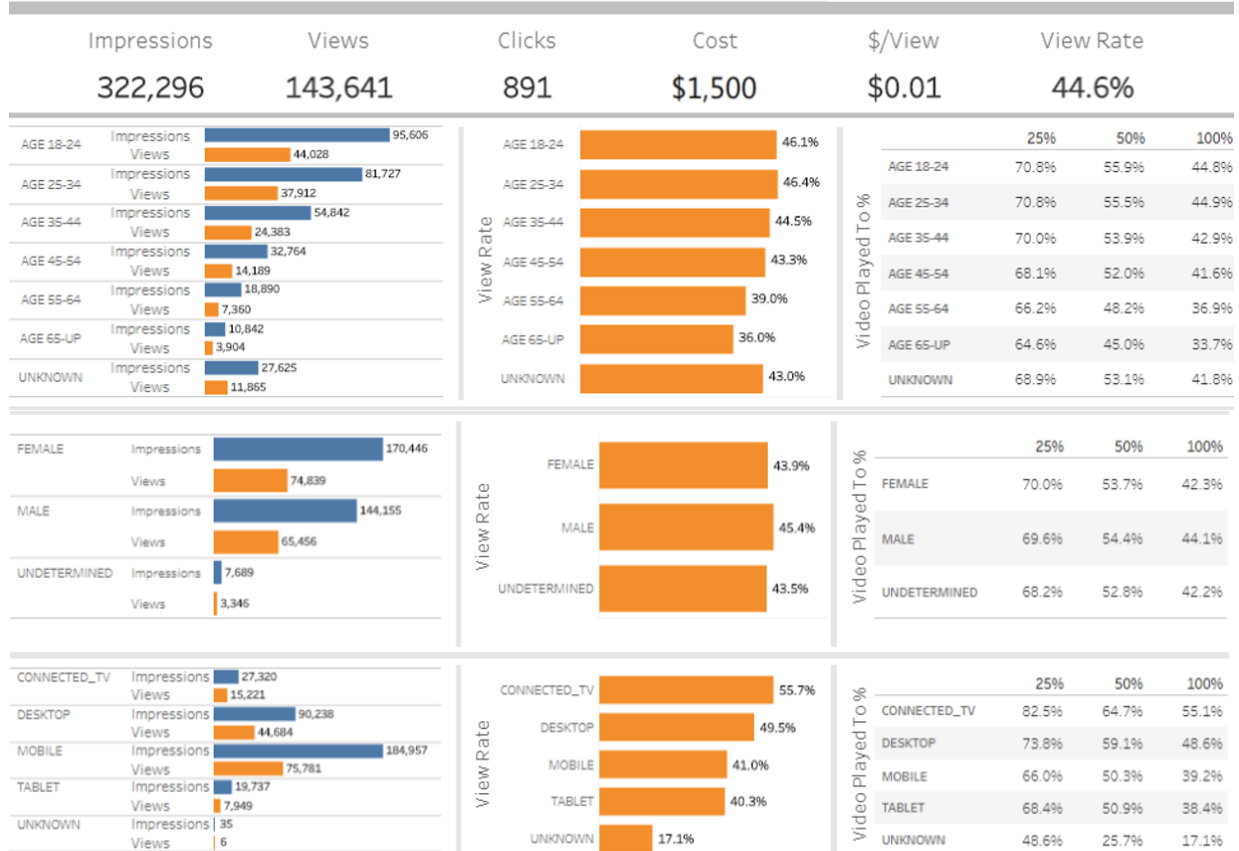 Impressions Views Clicks Cost $/View View Rate
322,296 143,641 891 $1,500 $0.01 44.6%
AGE 18-24 Impressions 95,606
Views 44,028
AGE 25-34 Impressions 81,727
Views 37,912
AGE 35-44 Impressions 54,842
Views 24,383
AGE 45-54 Impressions 32,764
Views 14,189
AGE 55-64 Impressions 18,890
Views 7,360
AGE 65-UP Impressions 10,842
Views 3,904
UNKNOWN Impressions 27,625
Views 11,865
View Rate
AGE 18-24 46.1%
AGE 25-34 46.4%
AGE 35-44 44.5%
AGE 45-54 43.3%
AGE 55-64 39.0%
AGE 65-UP 36.0%
UNKNOWN 43.0%
Video Played To %
25% 50% 100%
AGE 18-24 70.8% 55.9% 44.8%
AGE 25-34 70.8% 55.5% 44.9%
AGE 35-44 70.0% 53.9% 42.9%
AGE 45-54 68.1% 52.0% 41.6%
AGE 55-64 66.2% 48.2% 36.9%
AGE 65-UP 64.6% 45.0% 33.7%
UNKNOWN 68.9% 53.1% 41.8%
FEMALE Impressions 170,446
Views 74,839
MALE Impressions 144,155
Views 65,456
UNDETERMINED Impressions 7,689
Views 3,346
View Rate
FEMALE 43.9%
MALE 45.4%
UNDETERMINED 43.5%
Video Played To %
25% 50% 100%
FEMALE 70.0% 53.7% 42.3%
MALE 69.6% 54.4% 44.1%
UNDETERMINED 68.2% 52.8% 42.2%
CONNECTED_TV Impressions 27,320
Views 15,221
DESKTOP Impressions 90,238
Views 44,684
MOBILE Impressions 184,957
Views 75,781
TABLET Impressions 19,737
Views 7,949
UNKNOWN Impressions 35
Views 6
View Rate
CONNECTED_TV 55.7%
DESKTOP 49.5%
MOBILE 41.0%
TABLET 40.3%
UNKNOWN 17.1%
Video Played To %
25% 50% 100%
CONNECTED_TV 82.5% 64.7% 55.1%
DESKTOP 73.8% 59.1% 48.6%
MOBILE 66.0% 50.3% 39.2%
TABLET 68.4% 50.9% 38.4%
UNKNOWN 48.6% 25.7% 17.1%